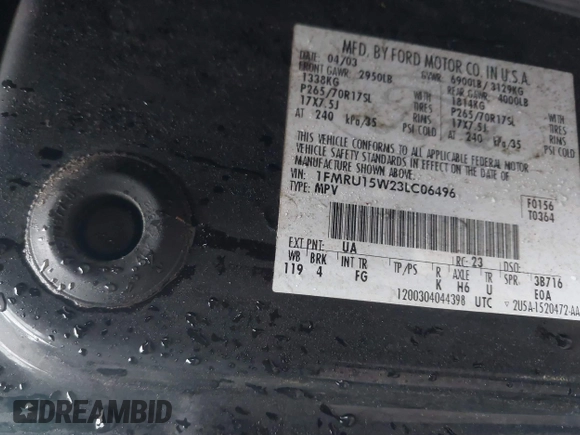 MFD. BY FORD MOTOR CO. IN U.S.A.
DATE: 04/03 GVWR: 6900LB / 3129KG
FRONT GAWR: 2950LB REAR GAWR: 4000LB
1338KG WITH 1814KG WITH
P265/70R17SL TIRES P265/70R17SL TIRES
17X7.5J RIMS 17X7.5J RIMS
AT 240 kPa/35 PSI COLD AT 240 kPa/35 PSI COLD
THIS VEHICLE CONFORMS TO ALL APPLICABLE FEDERAL MOTOR
VEHICLE SAFETY STANDARDS IN EFFECT ON THE DATE OF
MANUFACTURE SHOWN ABOVE.
VIN: 1FMRU15W23LC06496 F0156
TYPE: MPV T0364
EXT PNT: UA RC: 23 DSO:
WB BRK INT TR TP/PS R AXLE TR SPR 3B716
119 4 FG K H6 U E0A
1200304044398 UTC 2U5A-1520472-AA
DREAMBID